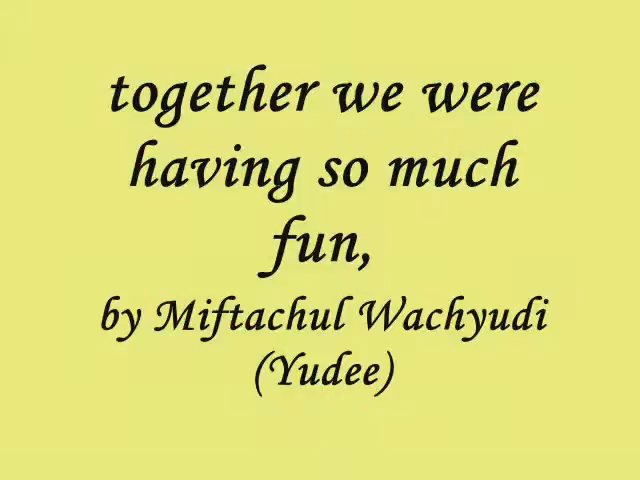 together we were
having so much
fun,
by Miftachul Wachyudi
(Yudee)